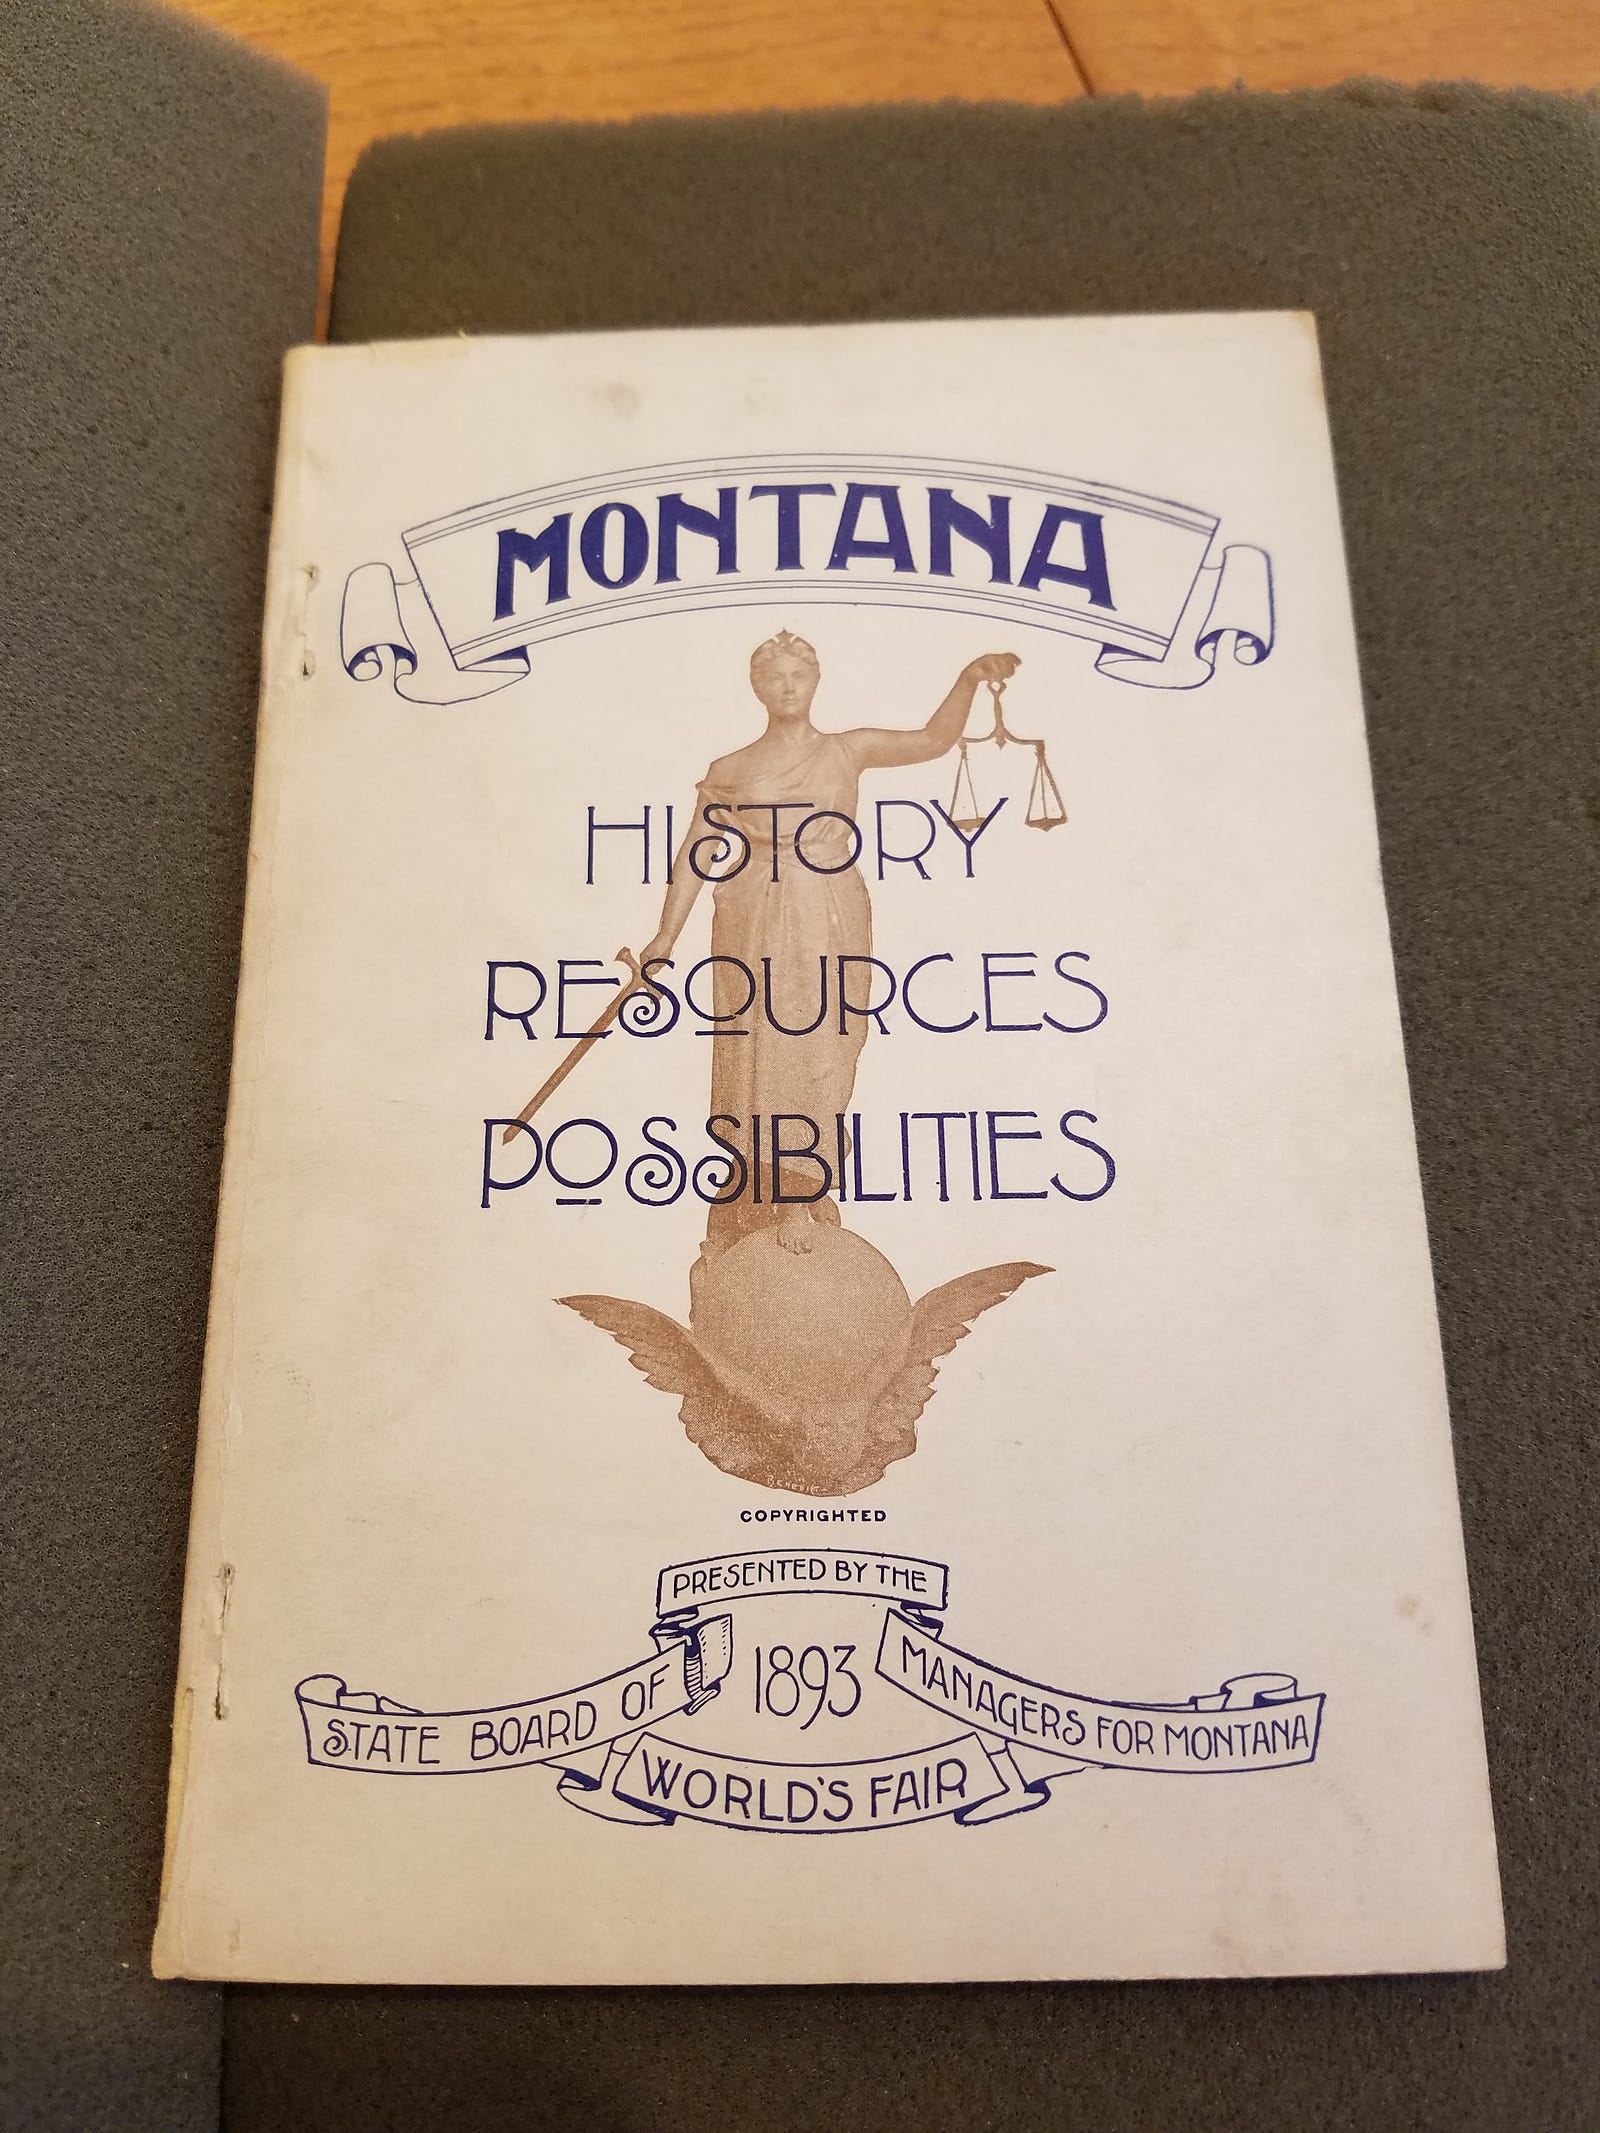 MONTANA
HISTORY
RESOURCES
POSSIBILITIES
COPYRIGHTED
PRESENTED BY THE
STATE BOARD OF
1893
MANAGERS FOR MONTANA
WORLD'S FAIR